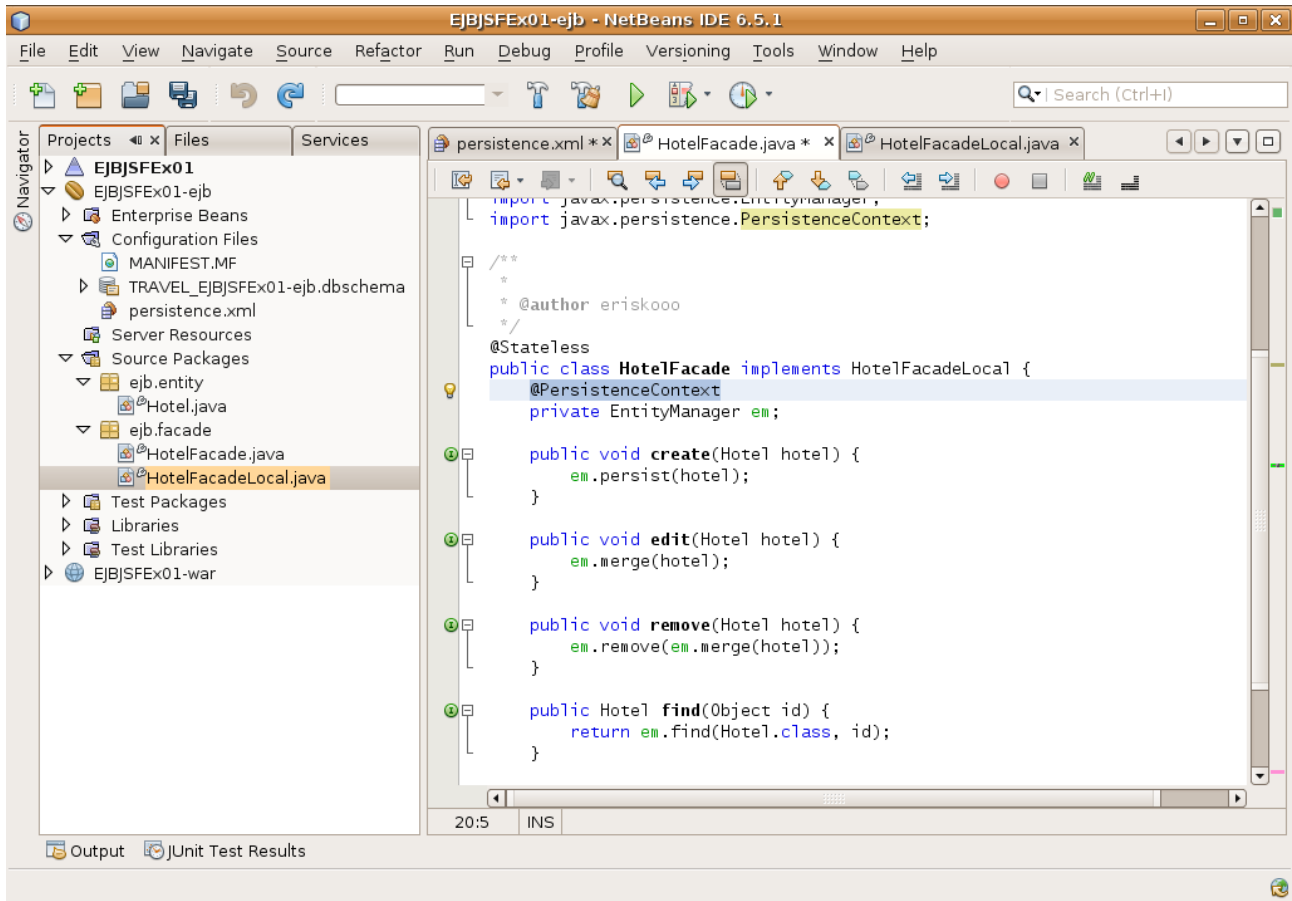 EJBJSFEx01-ejb - NetBeans IDE 6.5.1
File Edit View Navigate Source Refactor Run Debug Profile Versioning Tools Window Help
Search (Ctrl+I)
Navigator
Projects Files Services
EJBJSFEx01
EJBJSFEx01-ejb
Enterprise Beans
Configuration Files
MANIFEST.MF
TRAVEL_EJBJSFEx01-ejb.dbschema
persistence.xml
Server Resources
Source Packages
ejb.entity
Hotel.java
ejb.facade
HotelFacade.java
HotelFacadeLocal.java
Test Packages
Libraries
Test Libraries
EJBJSFEx01-war
persistence.xml * HotelFacade.java * HotelFacadeLocal.java
import javax.persistence.EntityManager;
import javax.persistence.PersistenceContext;
/**
*
* @author eriskooo
*/
@Stateless
public class HotelFacade implements HotelFacadeLocal {
@PersistenceContext
private EntityManager em;
public void create(Hotel hotel) {
em.persist(hotel);
}
public void edit(Hotel hotel) {
em.merge(hotel);
}
public void remove(Hotel hotel) {
em.remove(em.merge(hotel));
}
public Hotel find(Object id) {
return em.find(Hotel.class, id);
}
20:5 INS
Output JUnit Test Results